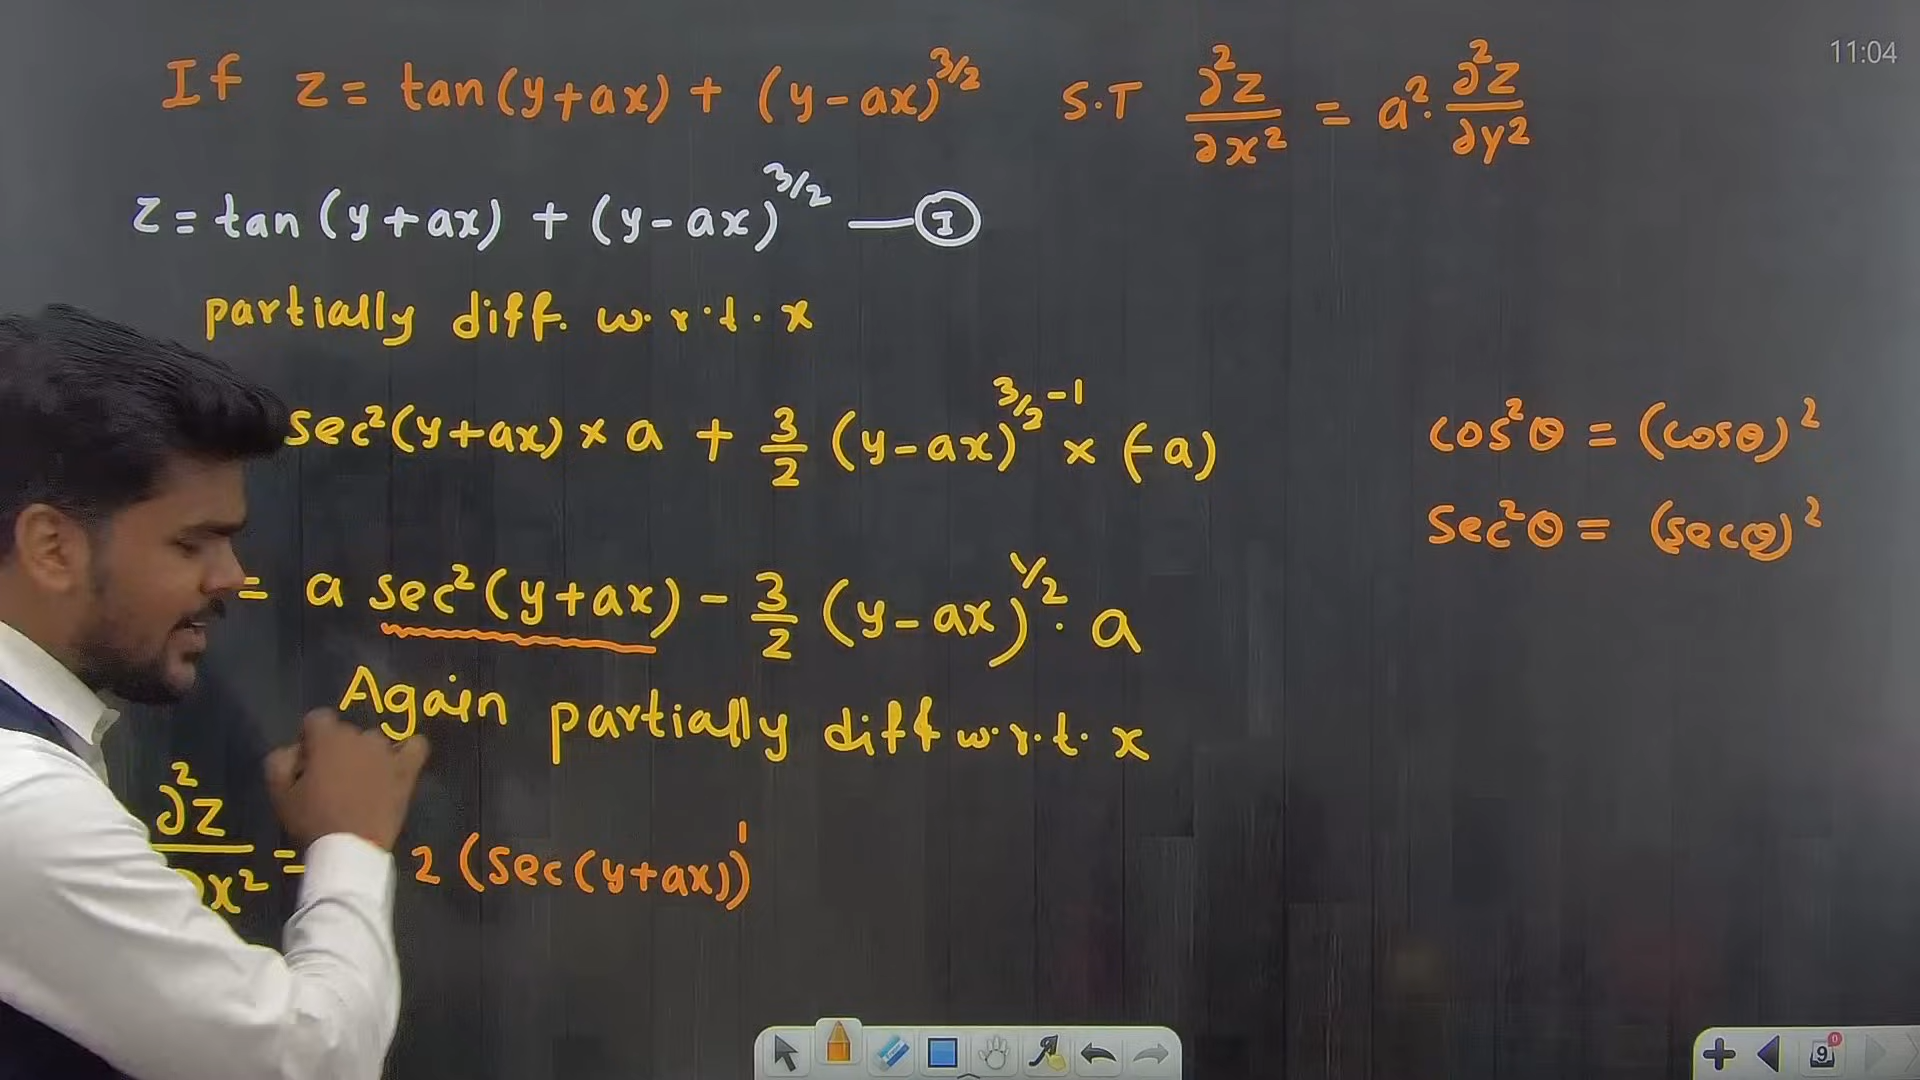 If z = tan(y+ax) + (y-ax)^3/2 S.T ∂²z/∂x² = a². ∂²z/∂y²
11:04
z = tan(y+ax) + (y-ax)^3/2 — I
partially diff. w.r.t. x
sec²(y+ax) × a + 3/2 (y-ax)^3/2-1 × (-a)
cos²θ = (cosθ)²
sec²θ = (secθ)²
= a sec²(y+ax) - 3/2 (y-ax)^1/2 . a
Again partially diff w.r.t. x
∂²z/∂x² = 2 (sec(y+ax))^1
9
0